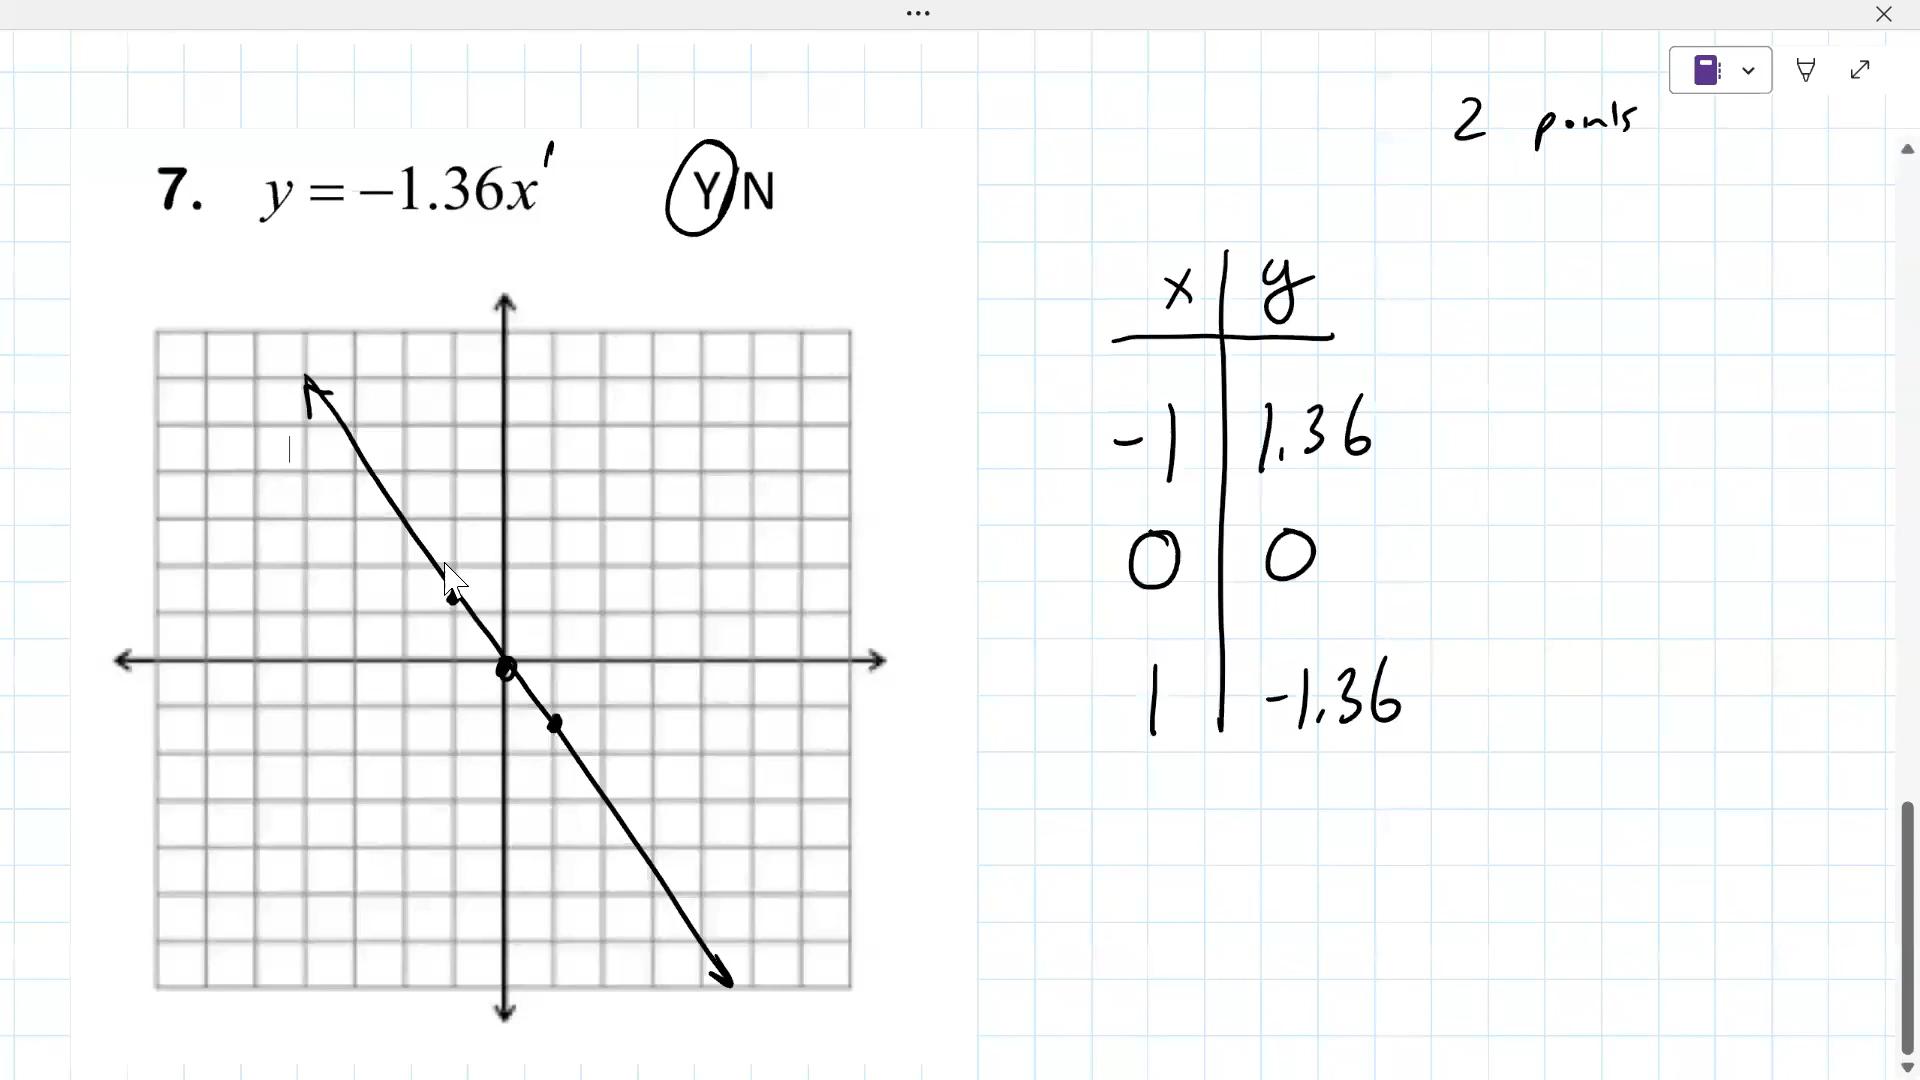 2 points
7. y = −1.36x¹ Y/N
x | y
-1 | 1.36
0 | 0
1 | -1.36